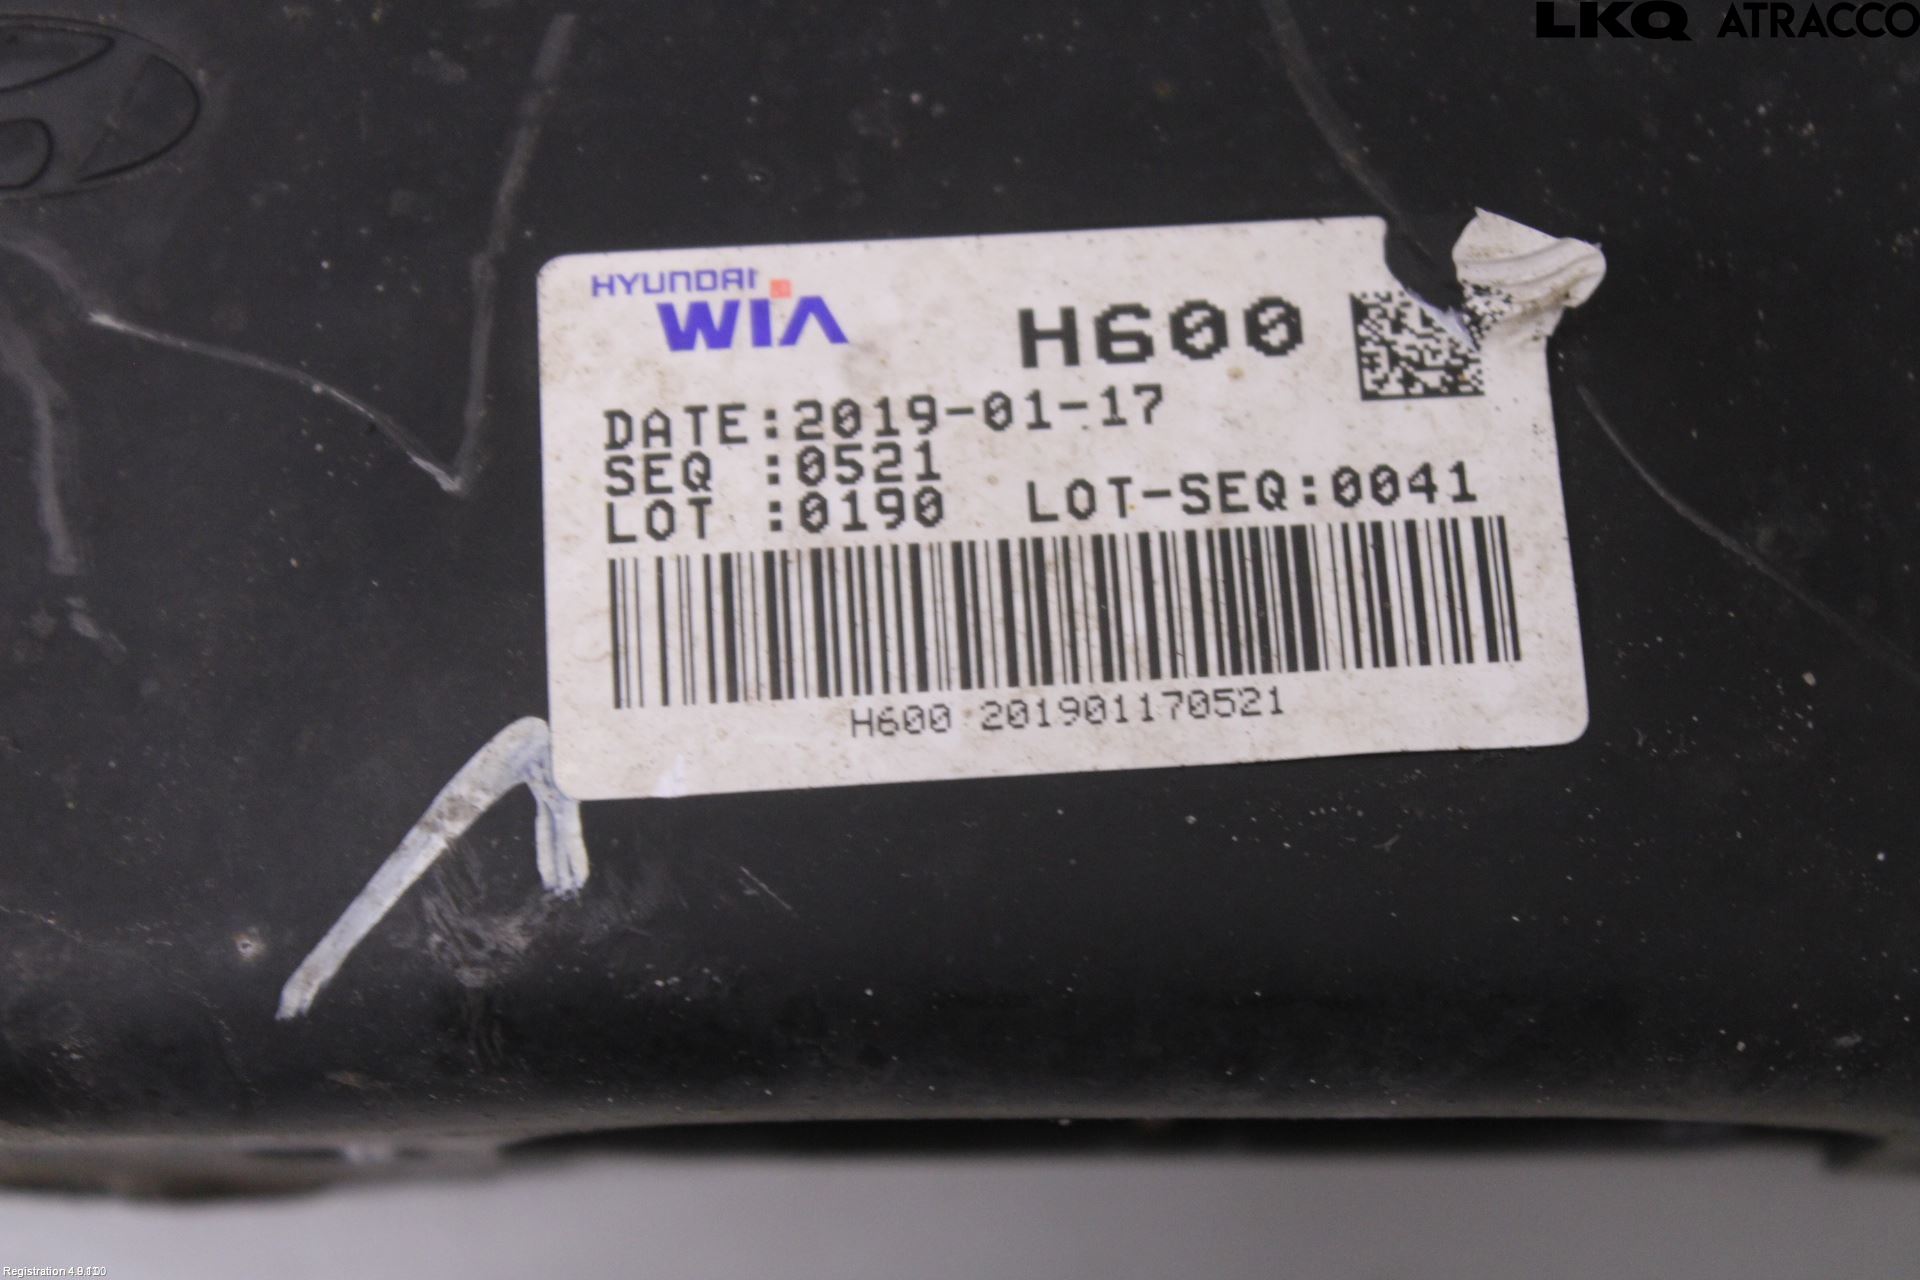 LKQ ATRACCO
HYUNDAI
WIA
H600
DATE:2019-01-17
SEQ :0521
LOT :0190 LOT-SEQ:0041
H600 201901170521